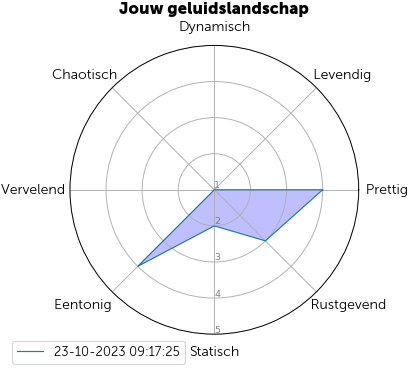 Jouw geluidslandschap
Dynamisch
Chaotisch
Levendig
Vervelend
Prettig
1
2
3
4
5
Eentonig
Rustgevend
Statisch
23-10-2023 09:17:25